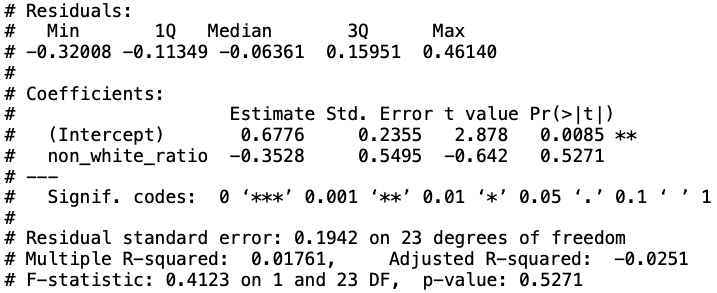 # Residuals:
#    Min      1Q  Median      3Q     Max
# -0.32008 -0.11349 -0.06361  0.15951  0.46140
#
# Coefficients:
#                 Estimate Std. Error t value Pr(>|t|)
#   (Intercept)     0.6776     0.2355   2.878   0.0085 **
#   non_white_ratio -0.3528     0.5495  -0.642   0.5271
# ---
#   Signif. codes:  0 ‘***’ 0.001 ‘**’ 0.01 ‘*’ 0.05 ‘.’ 0.1 ‘ ’ 1
#
# Residual standard error: 0.1942 on 23 degrees of freedom
# Multiple R-squared:  0.01761,    Adjusted R-squared:  -0.0251
# F-statistic: 0.4123 on 1 and 23 DF,  p-value: 0.5271